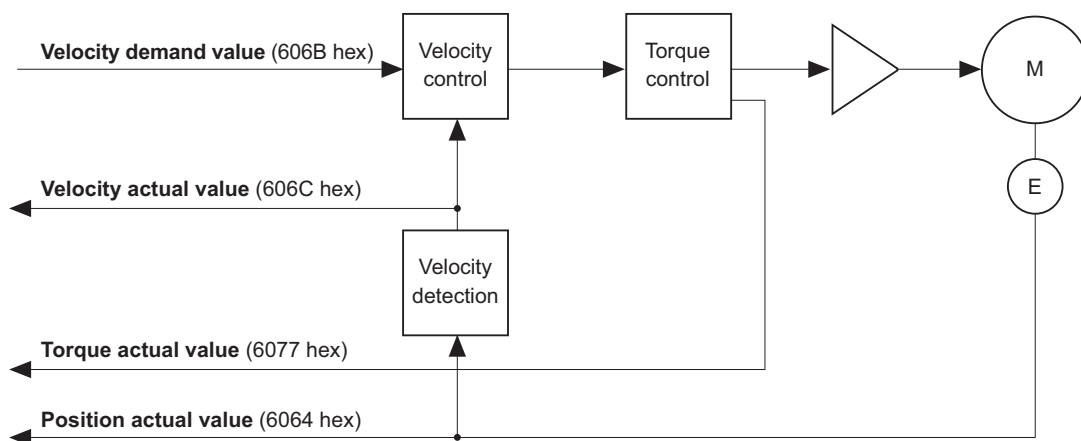 Velocity demand value (606B hex)
Velocity
control
Torque
control
M
Velocity actual value (606C hex)
E
Velocity
detection
Torque actual value (6077 hex)
Position actual value (6064 hex)